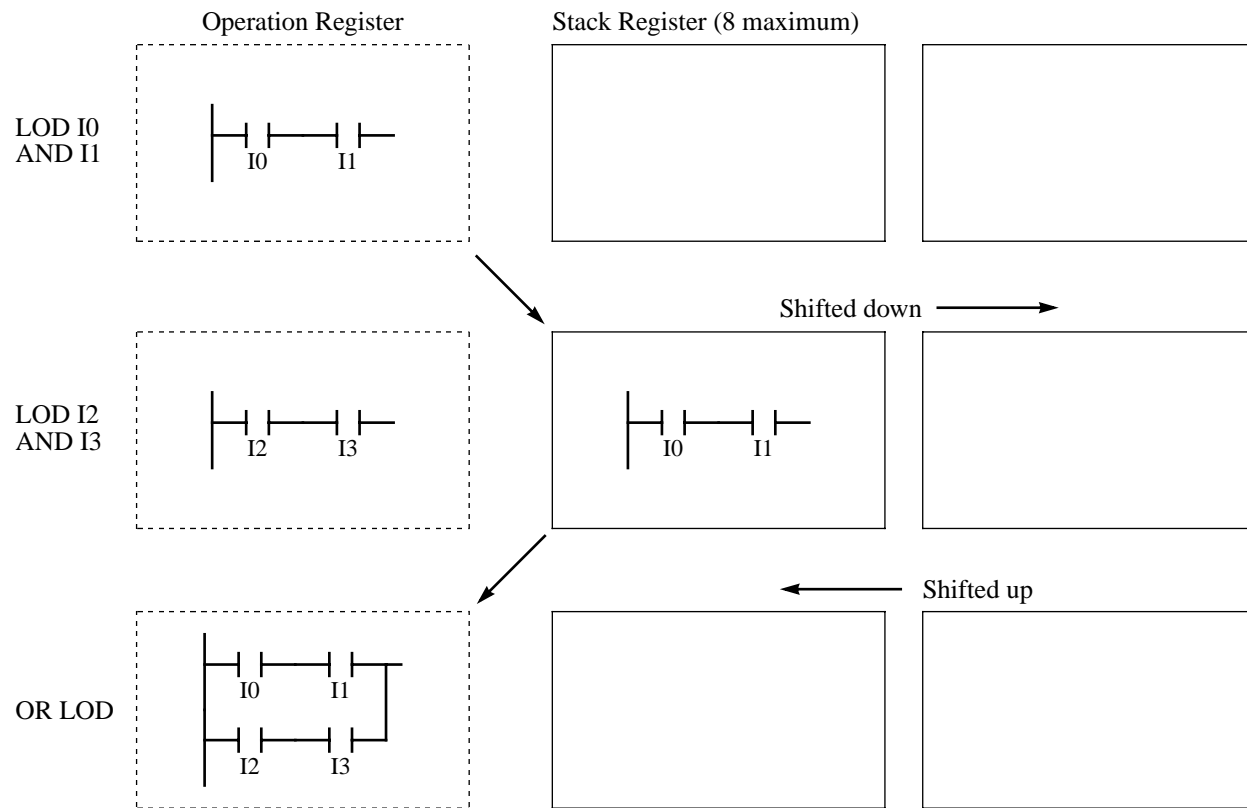 Operation Register
Stack Register (8 maximum)
LOD I0
AND I1
I0
I1
Shifted down
LOD I2
AND I3
I2
I3
I0
I1
Shifted up
OR LOD
I0
I1
I2
I3